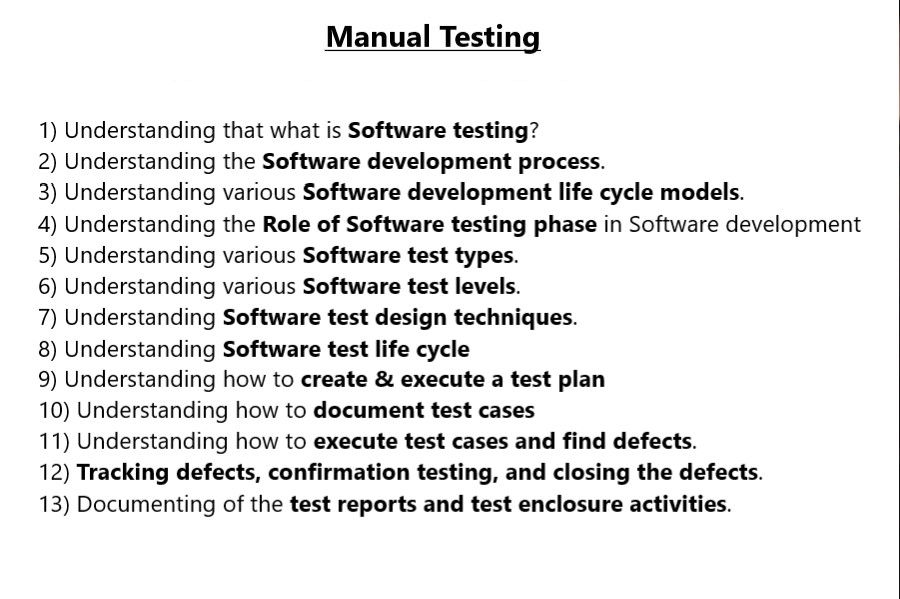 Manual Testing
1) Understanding that what is Software testing?
2) Understanding the Software development process.
3) Understanding various Software development life cycle models.
4) Understanding the Role of Software testing phase in Software development
5) Understanding various Software test types.
6) Understanding various Software test levels.
7) Understanding Software test design techniques.
8) Understanding Software test life cycle
9) Understanding how to create & execute a test plan
10) Understanding how to document test cases
11) Understanding how to execute test cases and find defects.
12) Tracking defects, confirmation testing, and closing the defects.
13) Documenting of the test reports and test enclosure activities.